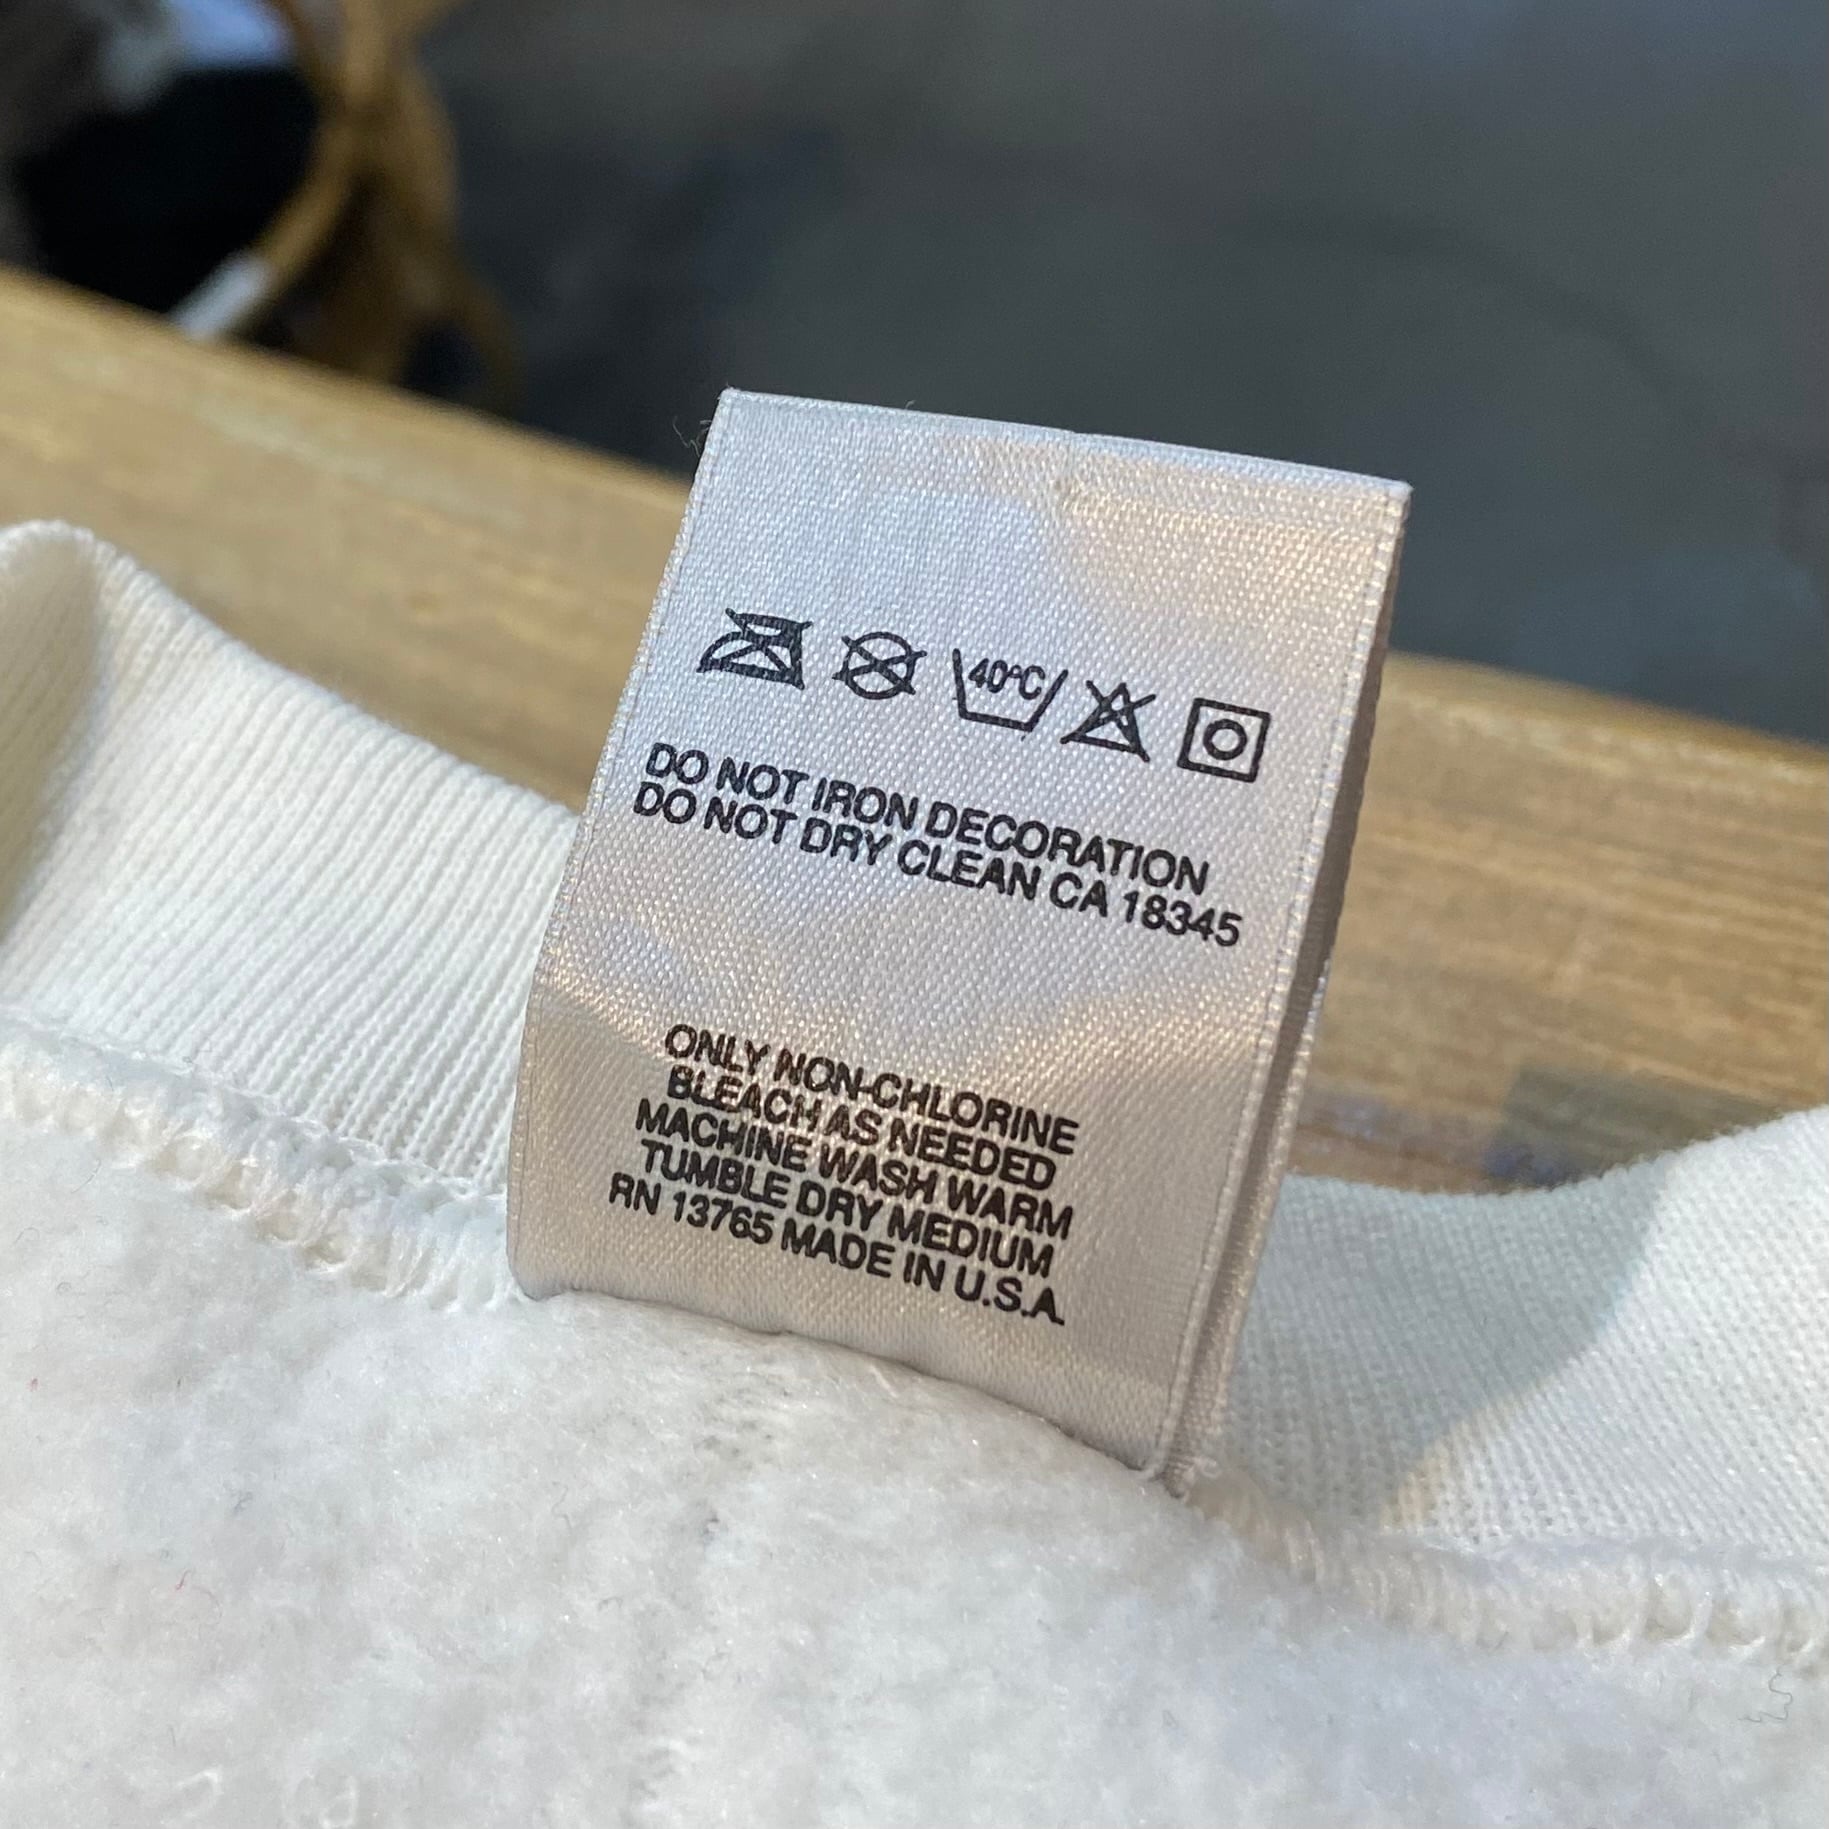 40°C
DO NOT IRON DECORATION
DO NOT DRY CLEAN CA 18345
ONLY NON-CHLORINE
BLEACH AS NEEDED
MACHINE WASH WARM
TUMBLE DRY MEDIUM
RN 13765 MADE IN U.S.A.